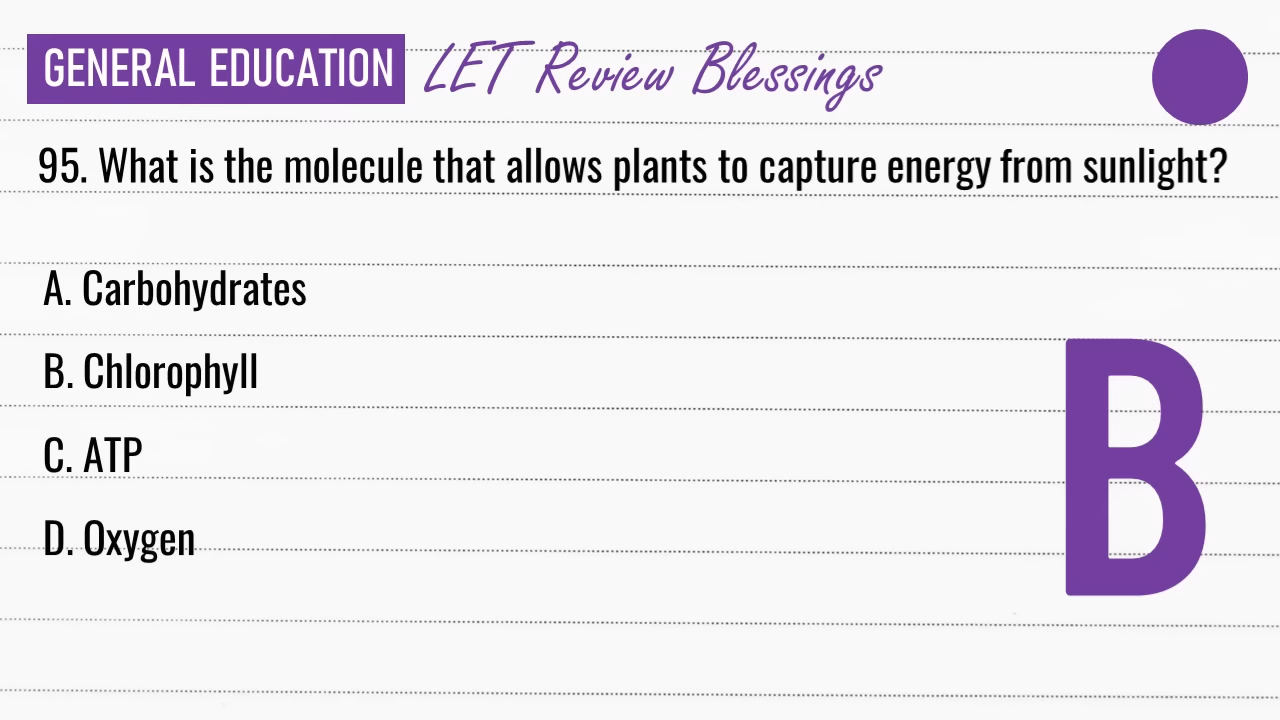 GENERAL EDUCATION LET Review Blessings
95. What is the molecule that allows plants to capture energy from sunlight?
A. Carbohydrates
B. Chlorophyll
C. ATP
D. Oxygen
B